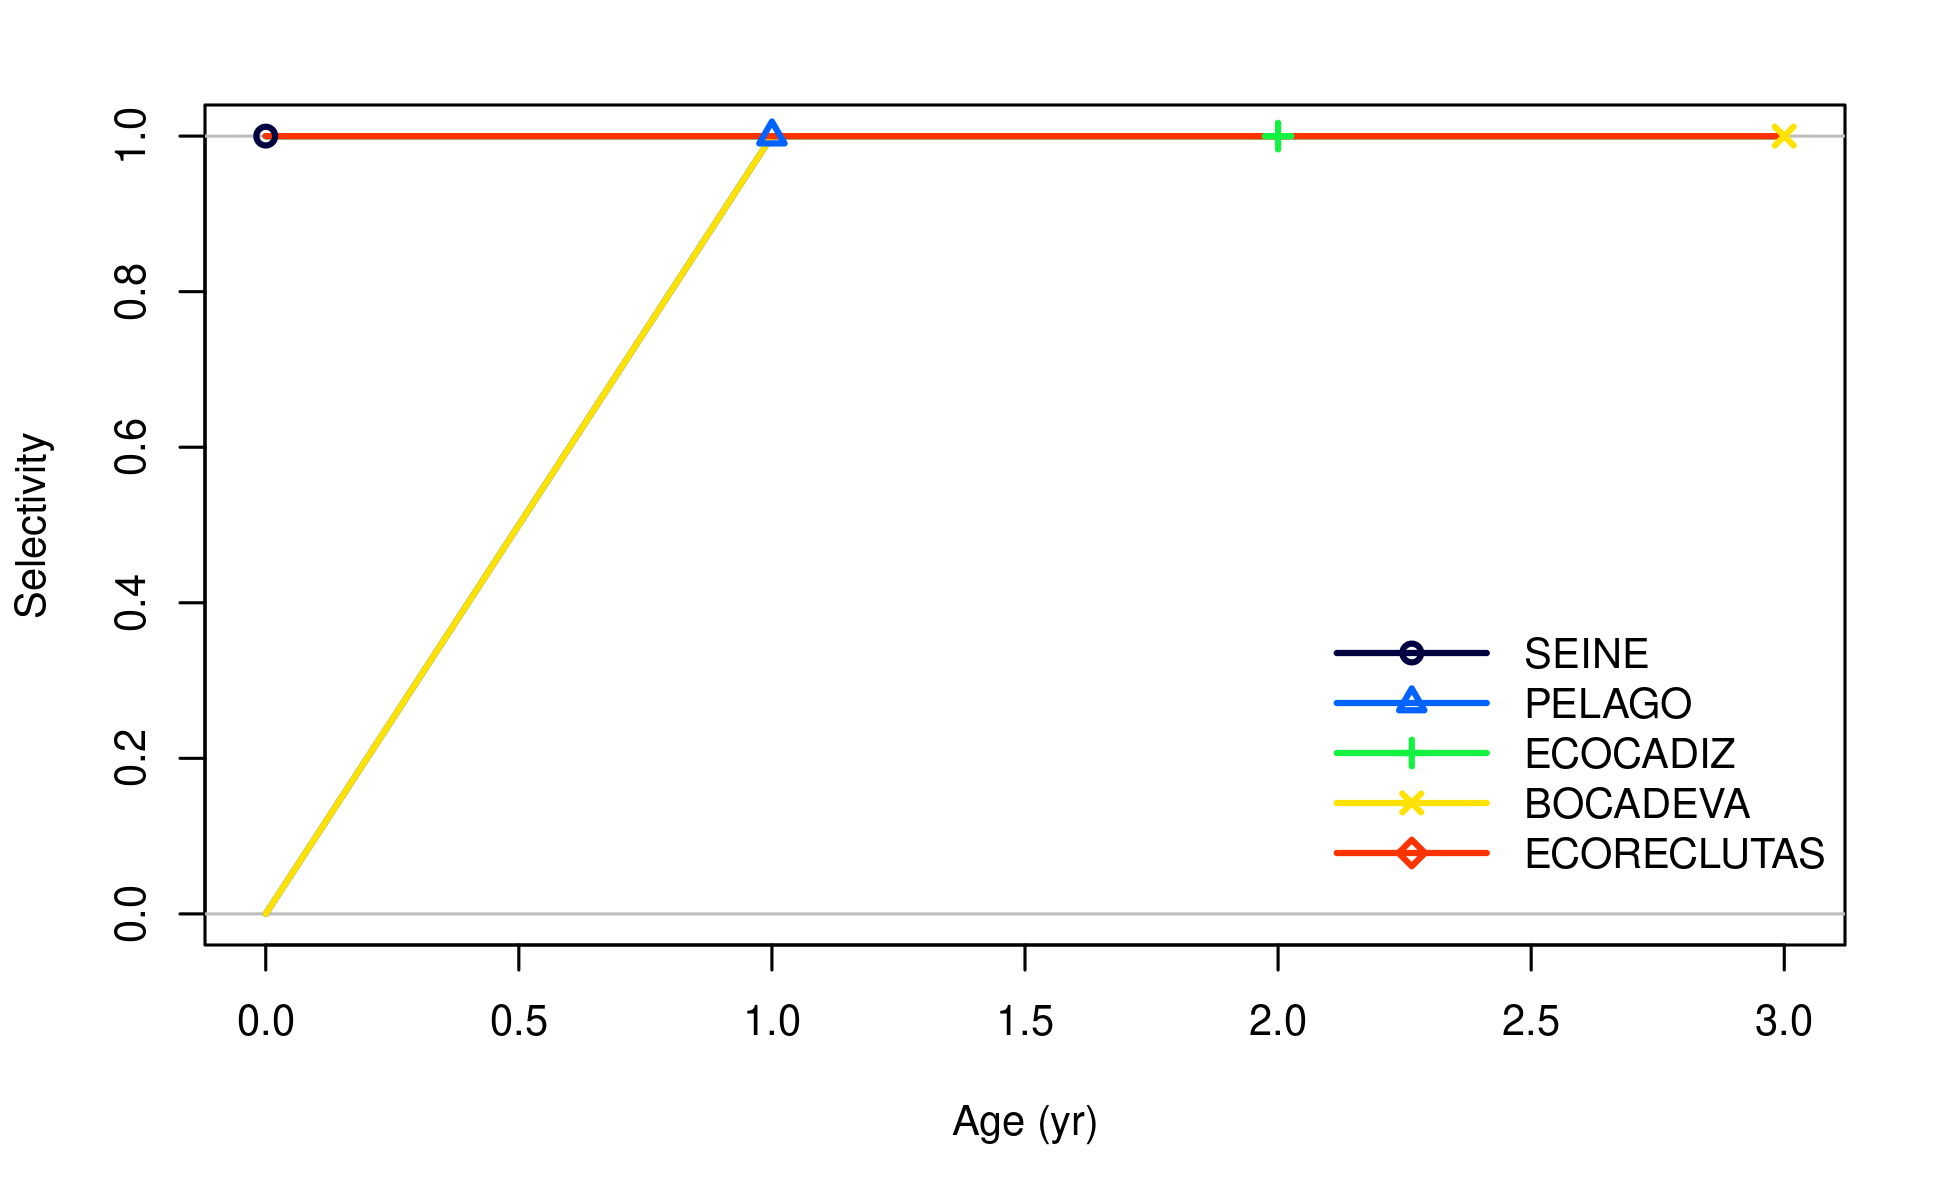 Selectivity
1.0
0.8
0.6
0.4
0.2
0.0
SEINE
PELAGO
ECOCADIZ
BOCADEVA
ECORECLUTAS
0.0 0.5 1.0 1.5 2.0 2.5 3.0
Age (yr)